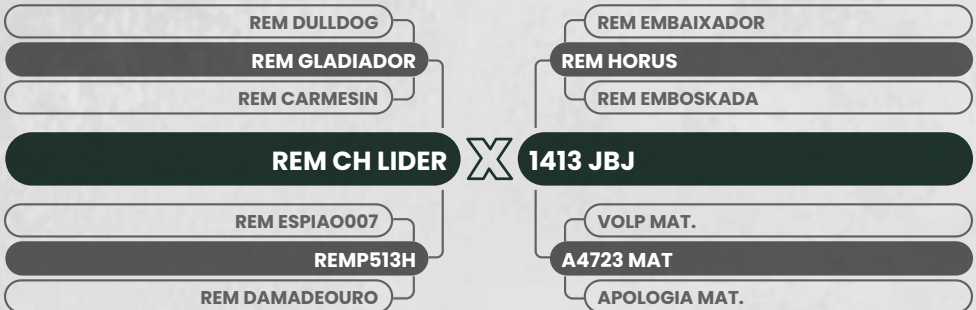 REM DULLDOG
REM GLADIADOR
REM CARMESIN
REM CH LIDER
REM ESPIAO007
REMP513H
REM DAMADEOURO
X
REM EMBAIXADOR
REM HORUS
REM EMBOSKADA
1413 JBJ
VOLP MAT.
A4723 MAT
APOLOGIA MAT.